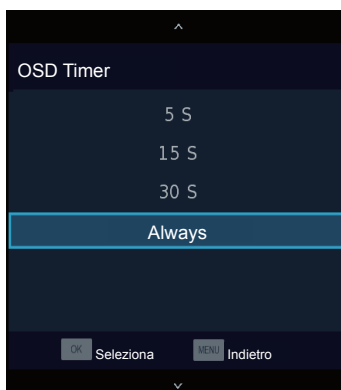 OSD Timer
5 S
15 S
30 S
Always
OK Seleziona MENU Indietro